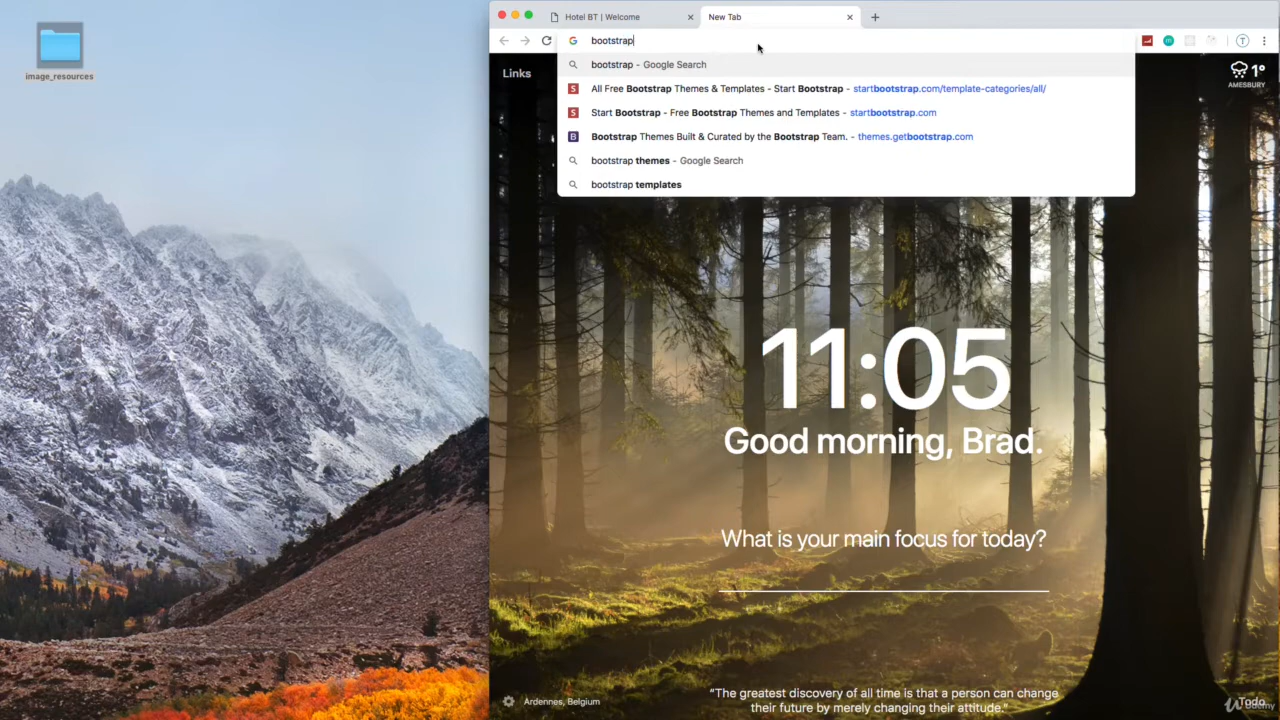 image_resources
Hotel BT | Welcome
New Tab
bootstrap
bootstrap - Google Search
All Free Bootstrap Themes & Templates - Start Bootstrap - startbootstrap.com/template-categories/all/
Start Bootstrap - Free Bootstrap Themes and Templates - startbootstrap.com
Bootstrap Themes Built & Curated by the Bootstrap Team. - themes.getbootstrap.com
bootstrap themes - Google Search
bootstrap templates
Links
1°
AMESBURY
11:05
Good morning, Brad.
What is your main focus for today?
Ardennes, Belgium
“The greatest discovery of all time is that a person can change
their future by merely changing their attitude.”
Todo
Udemy